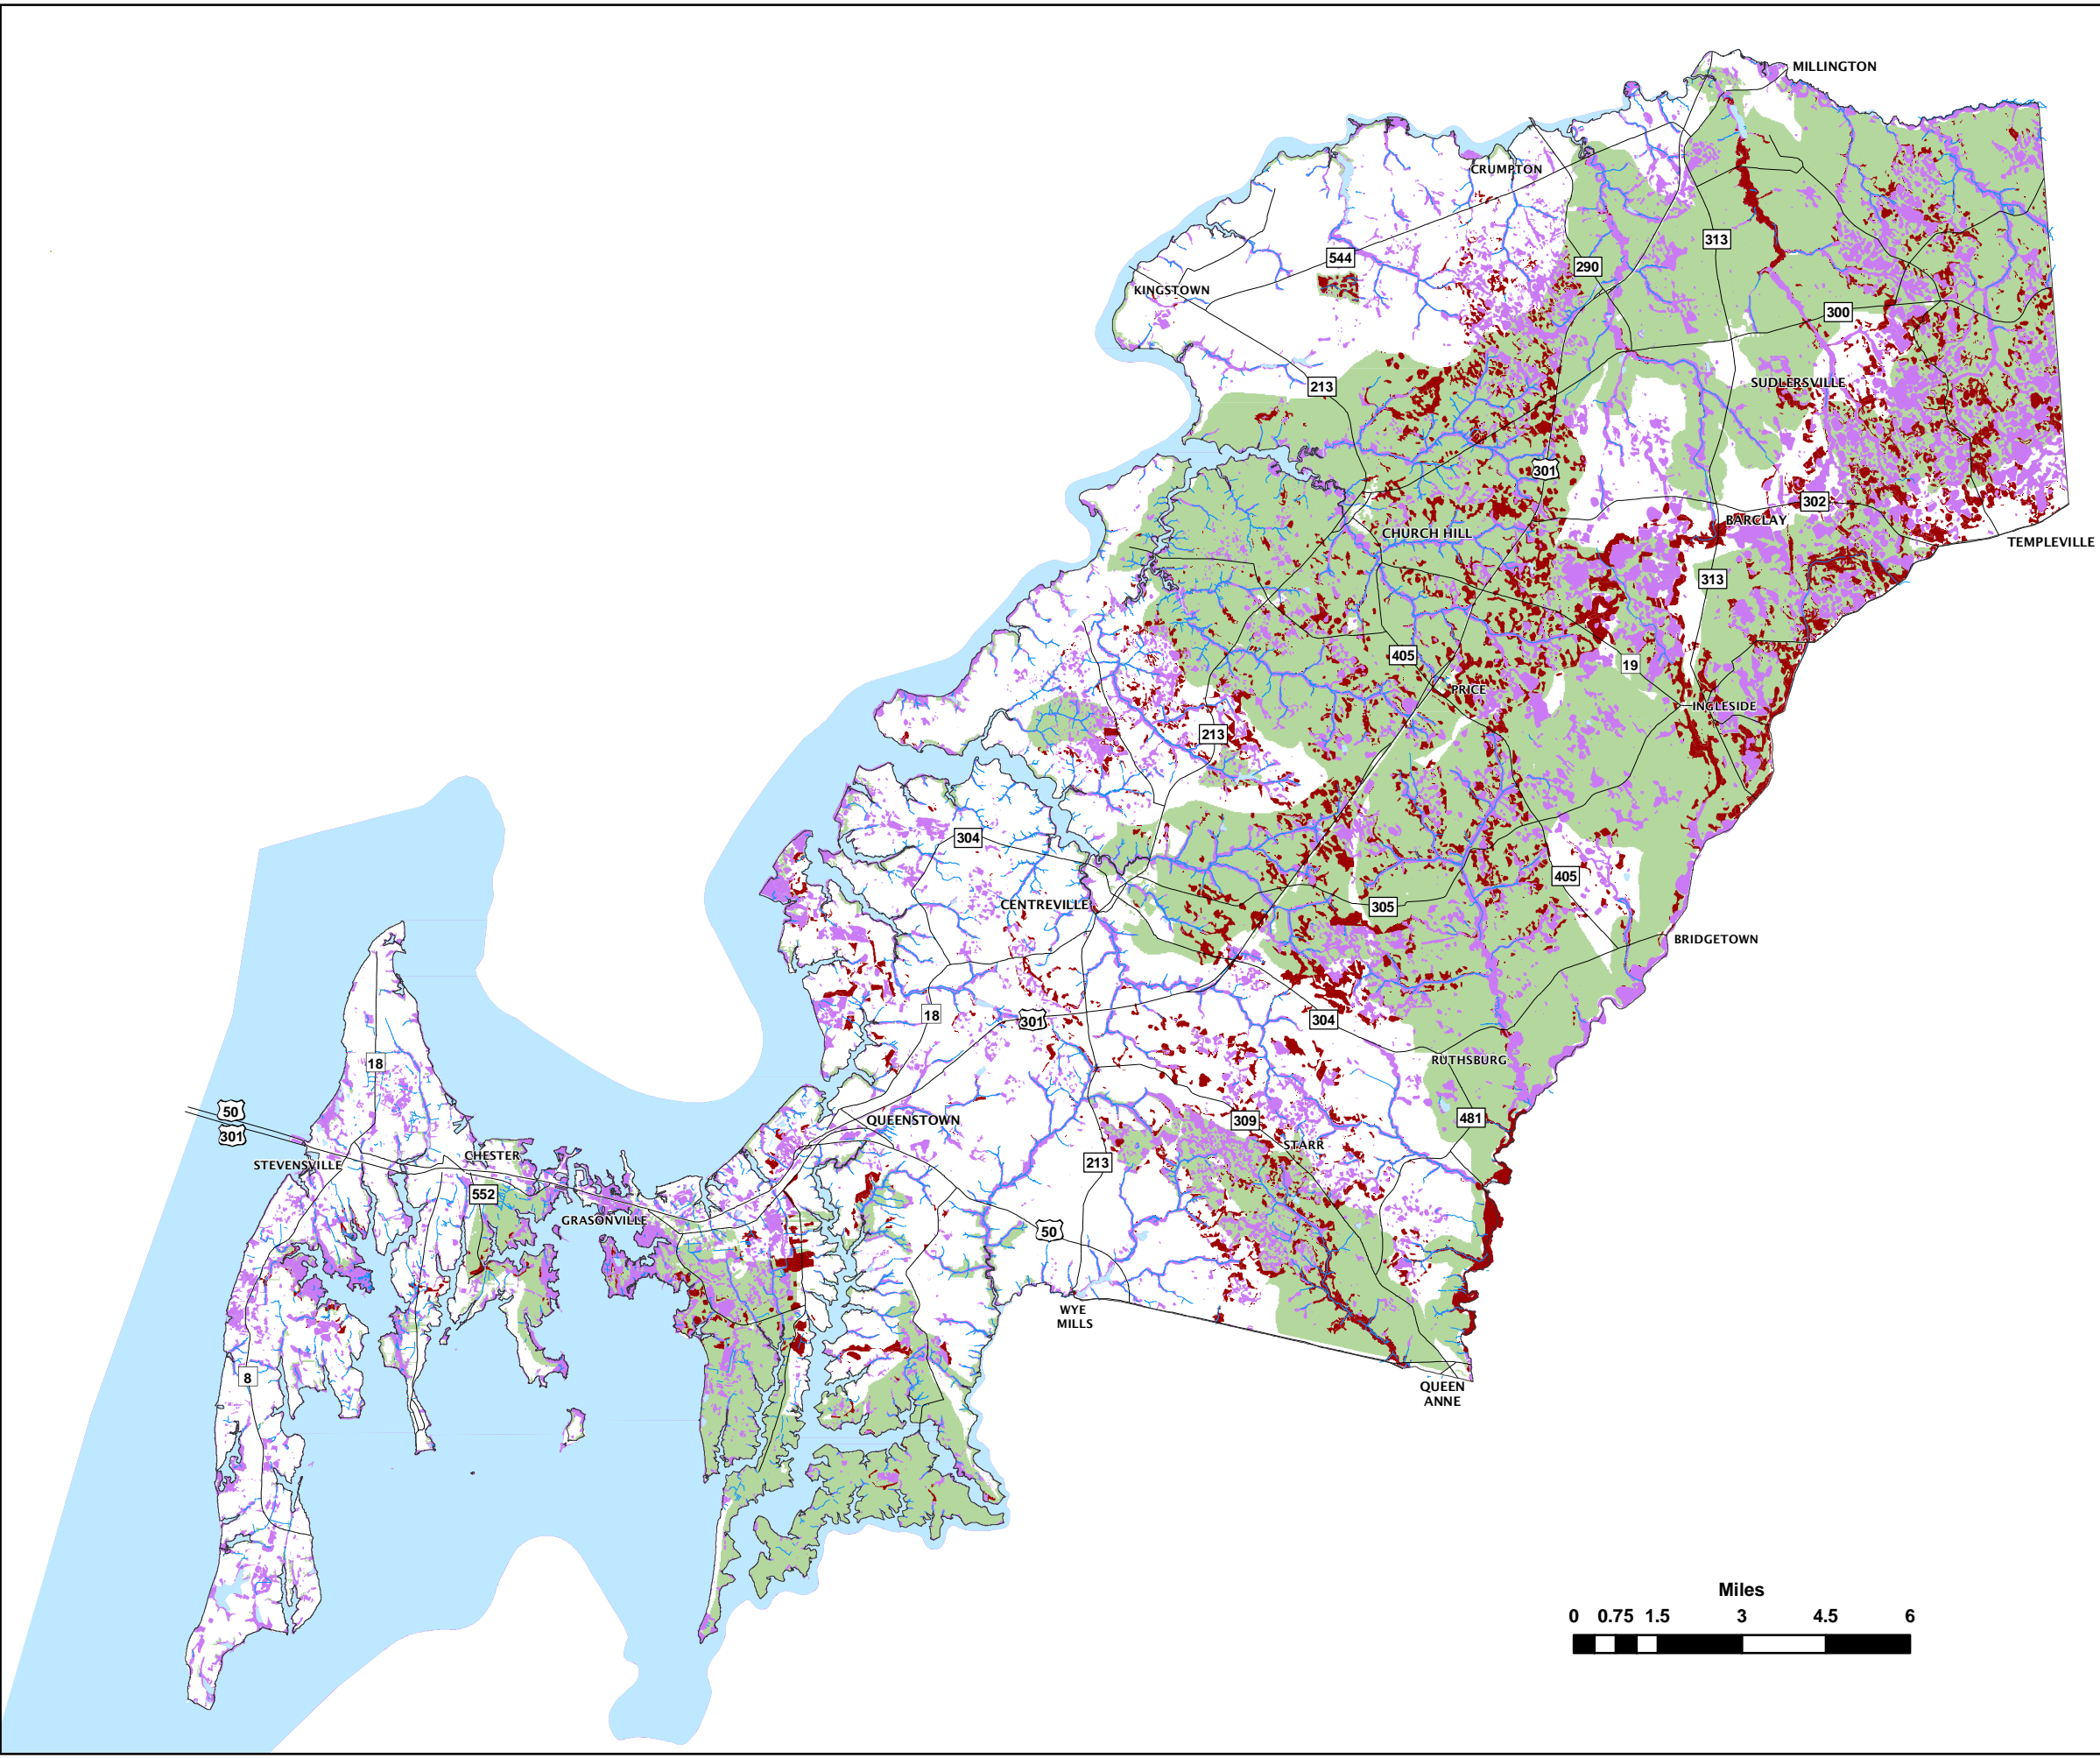 MILLINGTON
CRUMPTON
313
544
290
KINGSTOWN
300
213
SUDLERSVILLE
301
302
BARCLAY
CHURCH HILL
TEMPLEVILLE
313
405
19
PRICE
INGLESIDE
213
304
405
CENTREVILLE
305
BRIDGETOWN
18
301
304
18
RUTHSBURG
50
301
QUEENSTOWN
309
481
STARR
CHESTER
STEVENSVILLE
213
552
GRASONVILLE
50
WYE
MILLS
8
QUEEN
ANNE
Miles
0 0.75 1.5 3 4.5 6